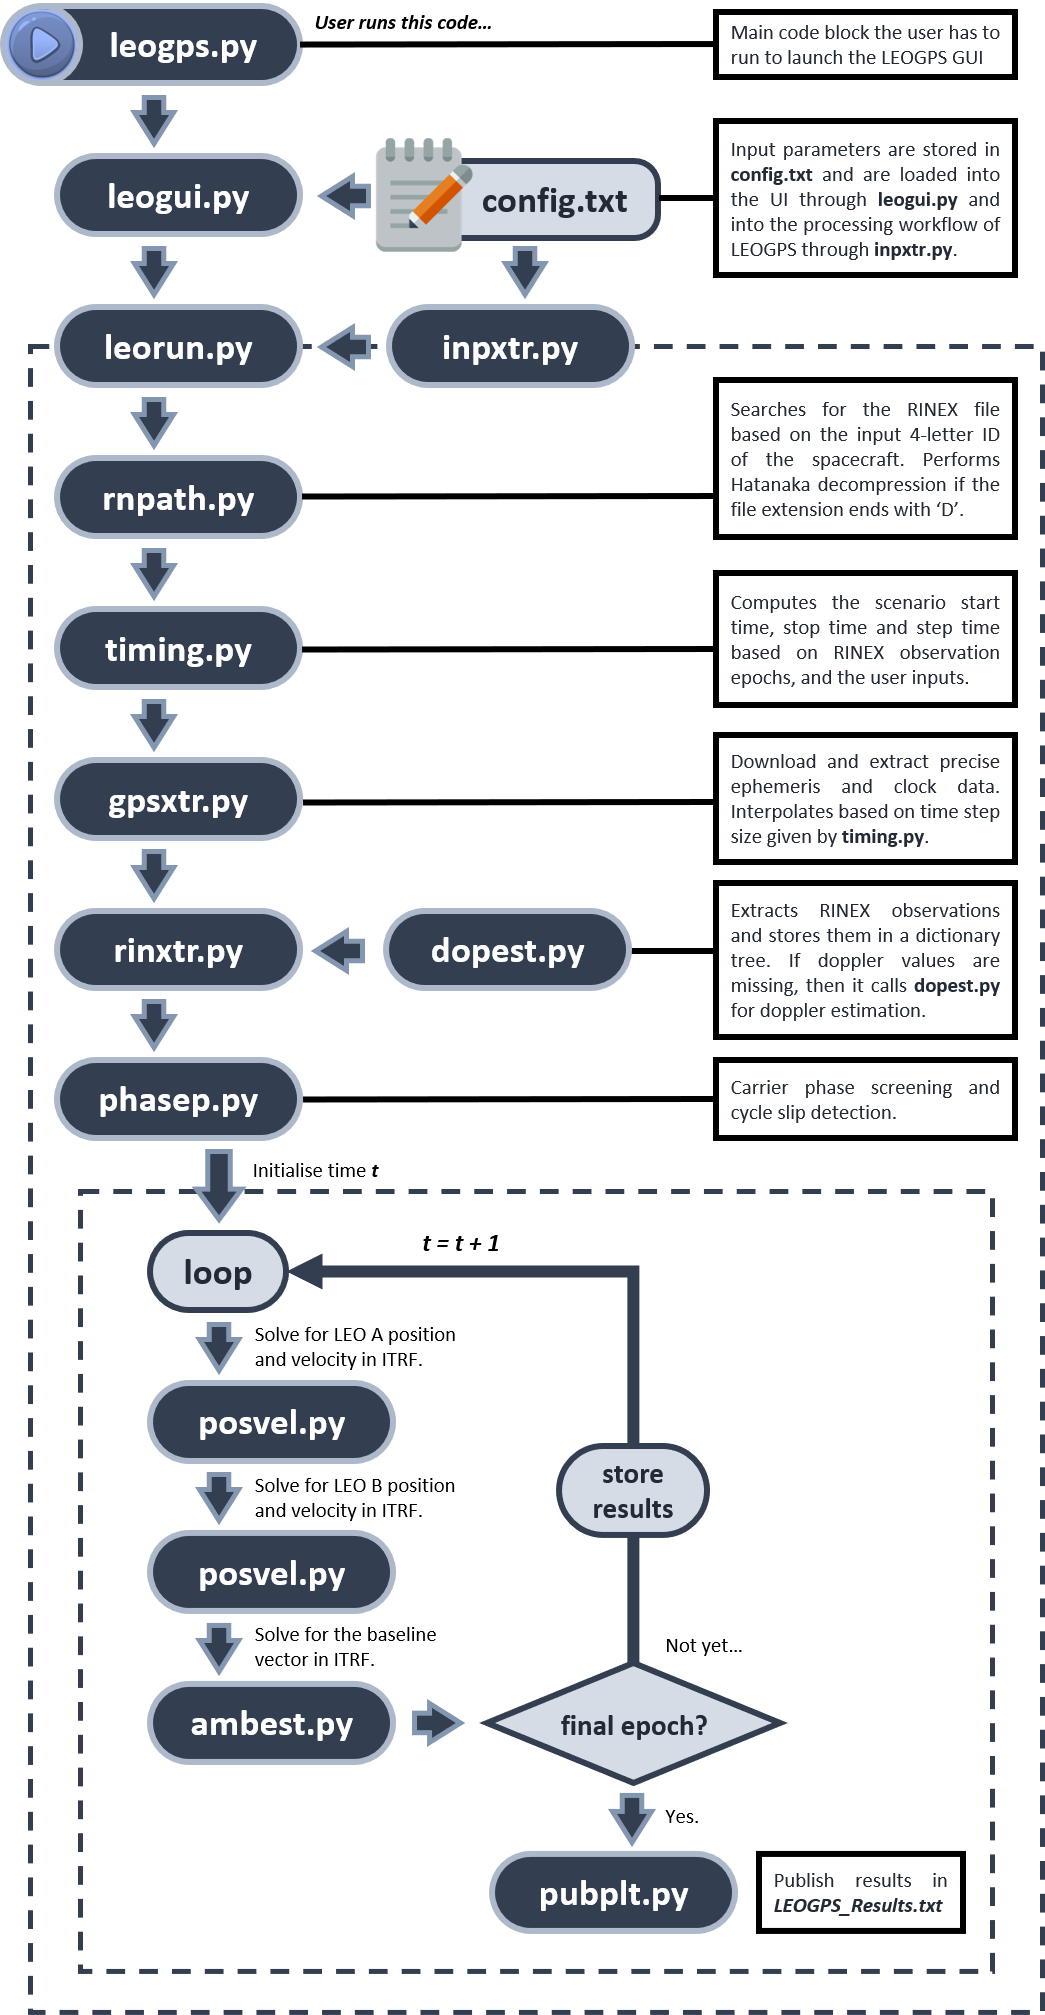 leogps.py
User runs this code...
Main code block the user has to
run to launch the LEOGPS GUI
leogui.py
config.txt
Input parameters are stored in
config.txt and are loaded into
the UI through leogui.py and
into the processing workflow of
LEOGPS through inpxtr.py.
leorun.py
inpxtr.py
Searches for the RINEX file
based on the input 4-letter ID
of the spacecraft. Performs
Hatanaka decompression if the
file extension ends with ‘D’.
rnpath.py
timing.py
Computes the scenario start
time, stop time and step time
based on RINEX observation
epochs, and the user inputs.
gpsxtr.py
Download and extract precise
ephemeris and clock data.
Interpolates based on time step
size given by timing.py.
rinxtr.py
dopest.py
Extracts RINEX observations
and stores them in a dictionary
tree. If doppler values are
missing, then it calls dopest.py
for doppler estimation.
phasep.py
Carrier phase screening and
cycle slip detection.
Initialise time t
loop
t = t + 1
Solve for LEO A position
and velocity in ITRF.
posvel.py
store
results
Solve for LEO B position
and velocity in ITRF.
posvel.py
Solve for the baseline
vector in ITRF.
Not yet...
ambest.py
final epoch?
Yes.
pubplt.py
Publish results in
LEOGPS_Results.txt